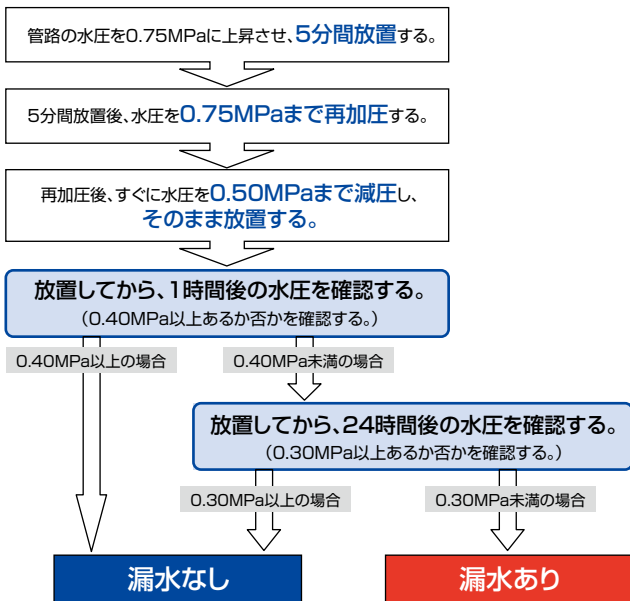 管路の水圧を0.75MPaに上昇させ、5分間放置する。
5分間放置後、水圧を0.75MPaまで再加圧する。
再加圧後、すぐに水圧を0.50MPaまで減圧し、
そのまま放置する。
放置してから、1時間後の水圧を確認する。
（0.40MPa以上あるか否かを確認する。）
0.40MPa以上の場合
0.40MPa未満の場合
放置してから、24時間後の水圧を確認する。
（0.30MPa以上あるか否かを確認する。）
0.30MPa以上の場合
0.30MPa未満の場合
漏水なし
漏水あり